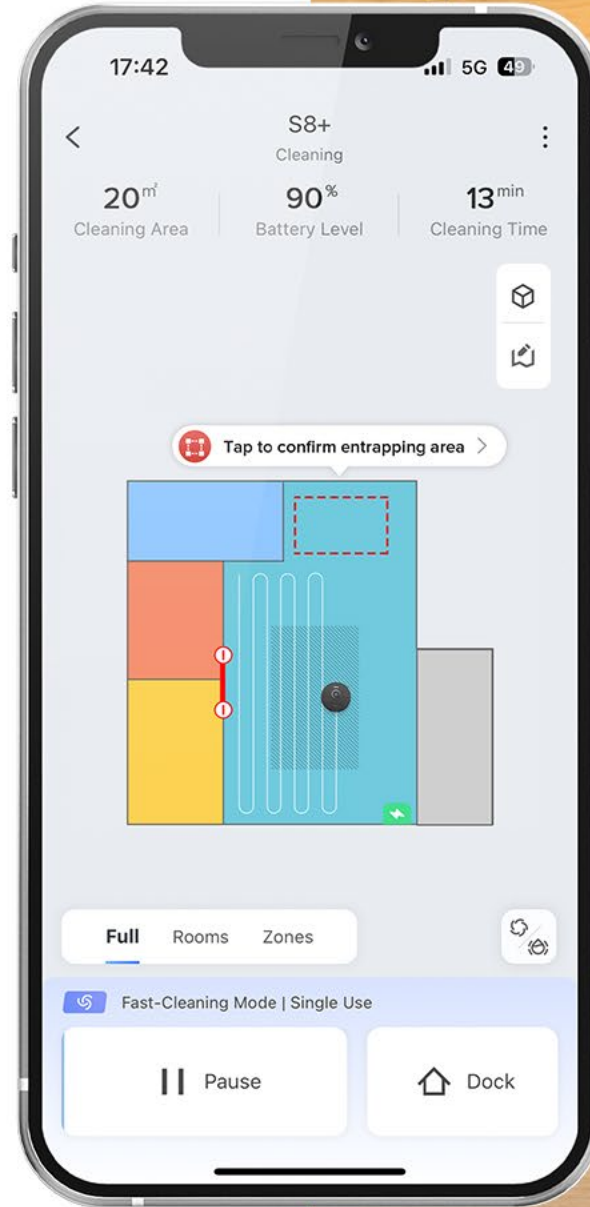 17:42
5G 49
S8+
Cleaning
20㎡ 90% 13min
Cleaning Area Battery Level Cleaning Time
Tap to confirm entrapping area
Full Rooms Zones
Fast-Cleaning Mode | Single Use
Pause Dock